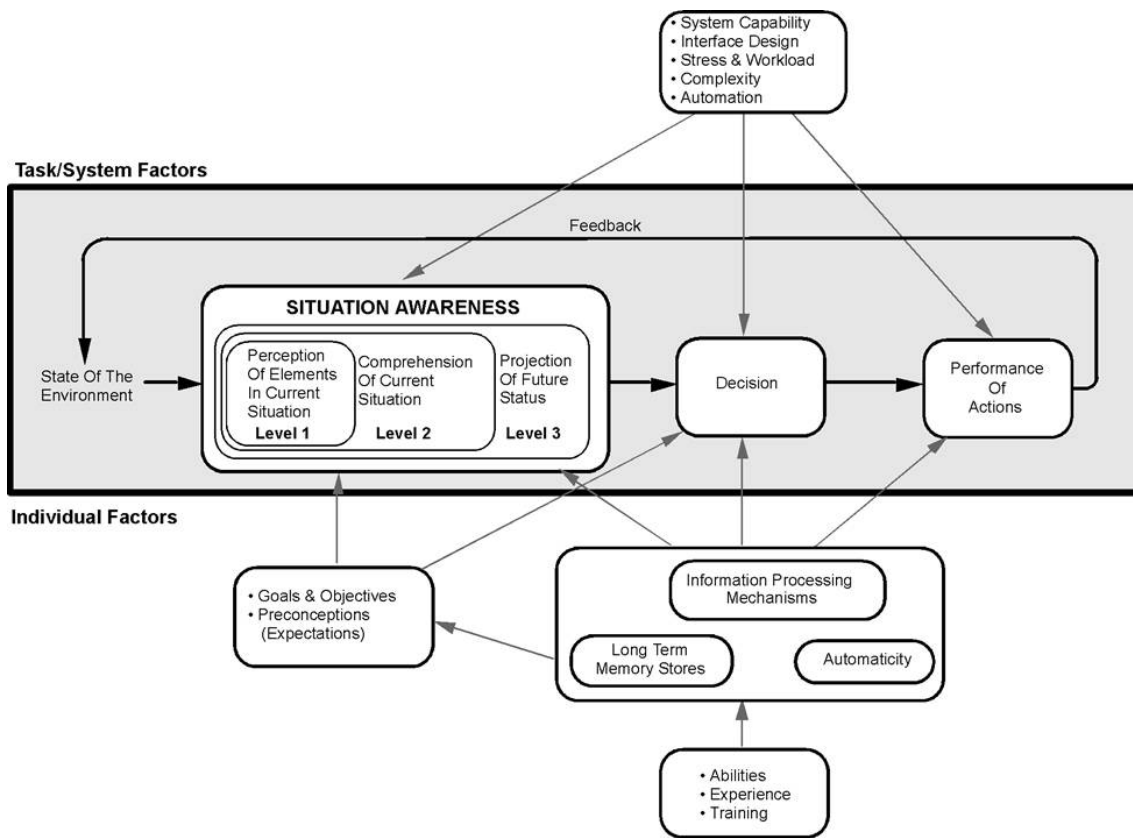 • System Capability
• Interface Design
• Stress & Workload
• Complexity
• Automation
Task/System Factors
Feedback
SITUATION AWARENESS
State Of The
Environment
Perception
Of Elements
In Current
Situation
Level 1
Comprehension
Of Current
Situation
Level 2
Projection
Of Future
Status
Level 3
Decision
Performance
Of
Actions
Individual Factors
• Goals & Objectives
• Preconceptions
(Expectations)
Information Processing
Mechanisms
Long Term
Memory Stores
Automaticity
• Abilities
• Experience
• Training